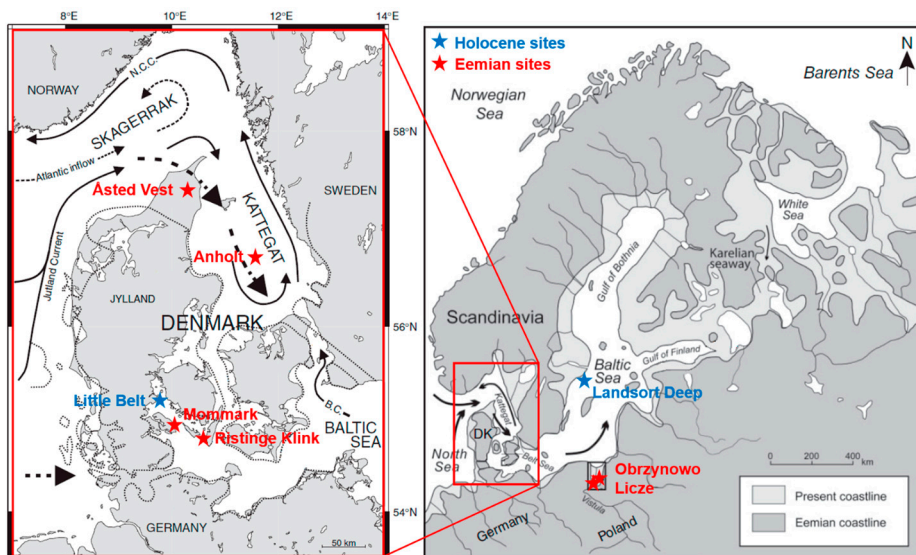 8°E
10°E
12°E
14°E
NORWAY
N.C.C.
SKAGERRAK
58°N
Atlantic inflow
Åsted Vest
SWEDEN
KATTEGAT
Anholt
Jutland Current
JYLLAND
DENMARK
56°N
Little Belt
Mommark
B.C.
Ristinge Klink
BALTIC
SEA
GERMANY
50 km
54°N
Holocene sites
Eemian sites
N
Barents Sea
Norwegian
Sea
White
Sea
Karelian
seaway
Gulf of Bothnia
Scandinavia
Gulf of Finland
Baltic
Sea
Landsort Deep
Kattegat
DK
North
Sea
Belt Sea
Obrzynowo
Licze
Vistula
Germany
Poland
0
200
400
km
Present coastline
Eemian coastline